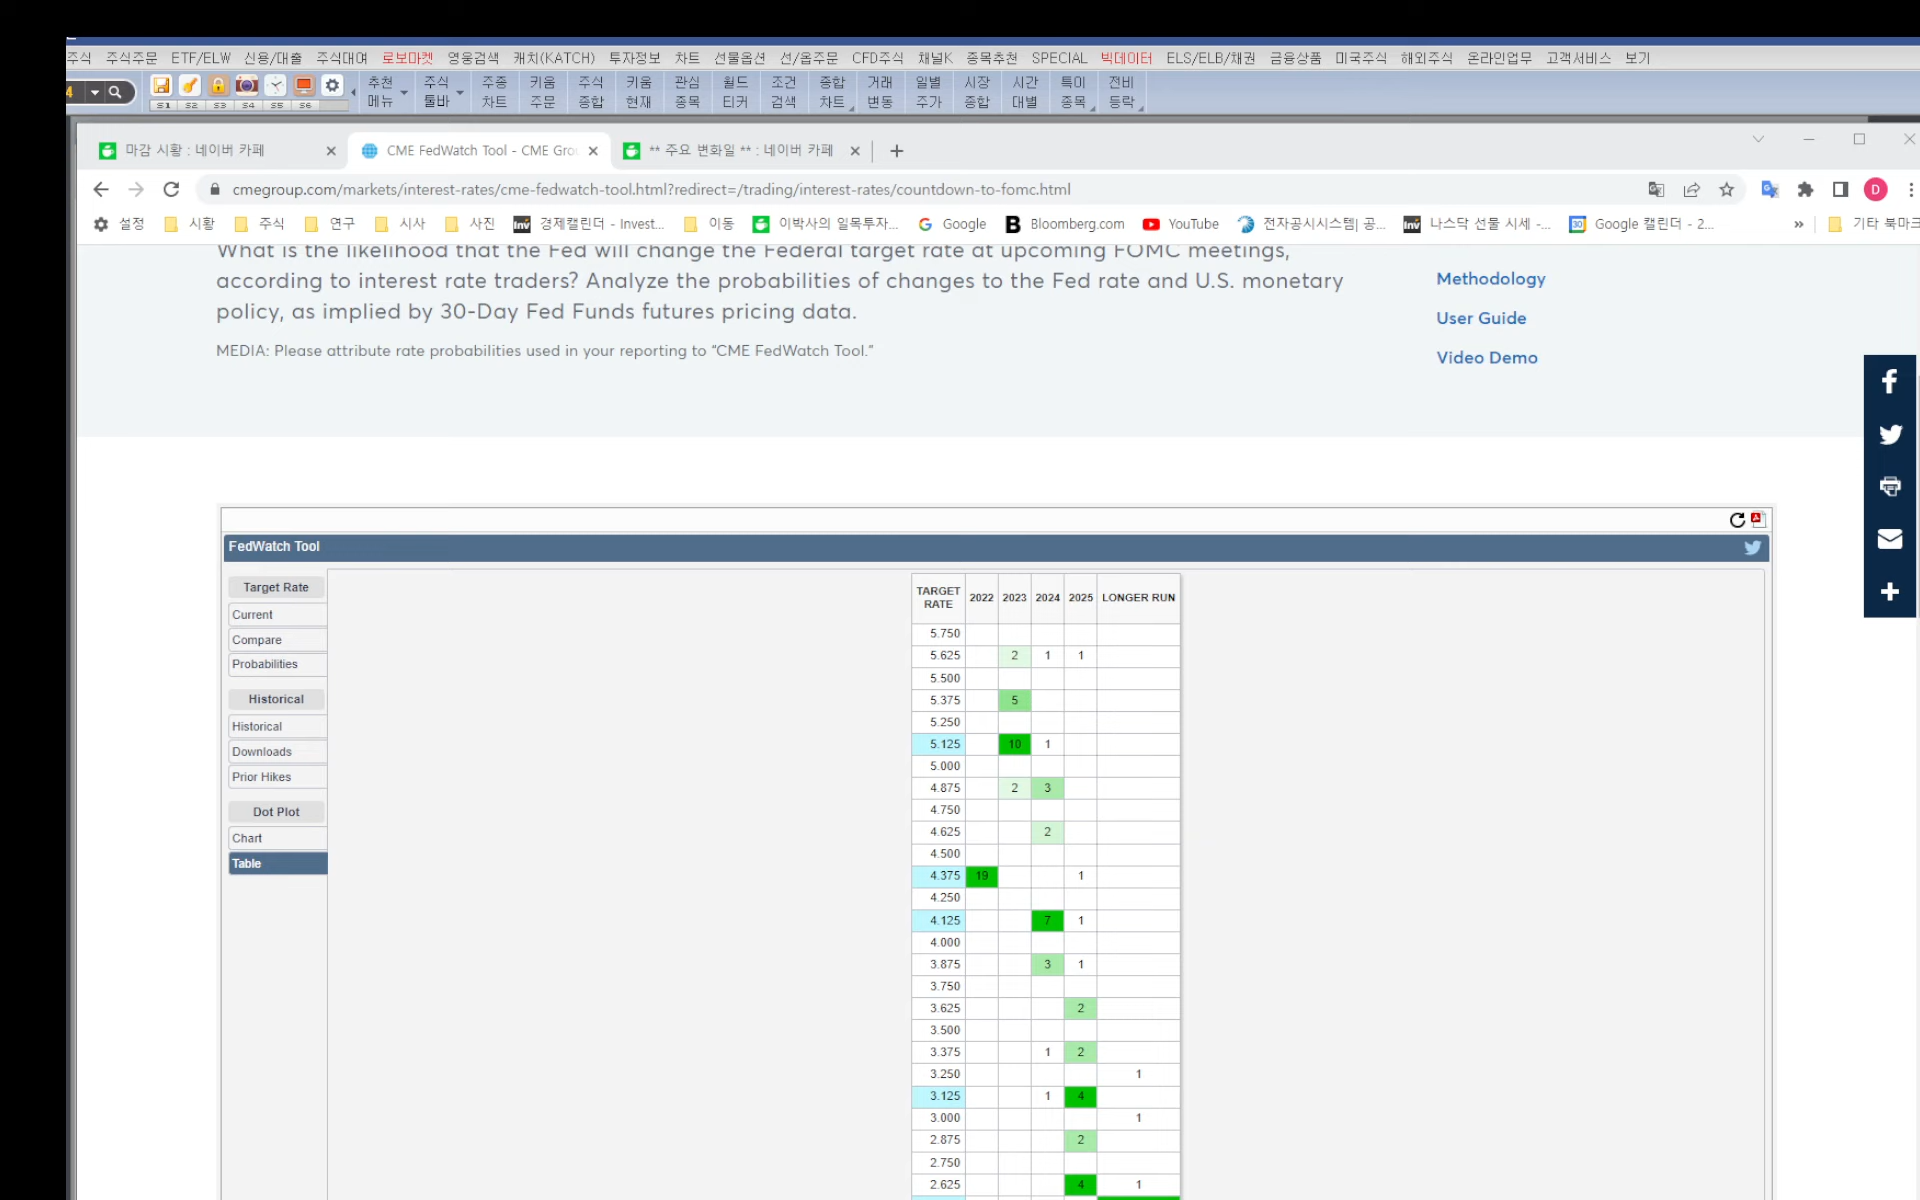 주식 주식주문 ETF/ELW 신용/대출 주식대여 로보마켓 영웅검색 캐치(KATCH) 투자정보 차트 선물옵션 선/옵주문 CFD주식 채널K 종목추천 SPECIAL 빅데이터 ELS/ELB/채권 금융상품 미국주식 해외주식 온라인업무 고객서비스 보기
4 추천 주식 주종 키움 주식 키움 관심 월드 조건 종합 거래 일별 시장 시간 특이 전비
S1 S2 S3 S4 S5 S6 메뉴 툴바 차트 주문 종합 현재 종목 티커 검색 차트 변동 주가 종합 대별 종목 등락
마감 시황 : 네이버 카페 CME FedWatch Tool - CME Gro ** 주요 변화일 ** : 네이버 카페
cmegroup.com/markets/interest-rates/cme-fedwatch-tool.html?redirect=/trading/interest-rates/countdown-to-fomc.html D
설정 시황 주식 연구 시사 사진 Inv 경제캘린더 - Invest... 이동 이박사의 일목투자... Google Bloomberg.com YouTube 전자공시시스템| 공... Inv 나스닥 선물 시세 -... 30 Google 캘린더 - 2... » 기타 북마크
What is the likelihood that the Fed will change the Federal target rate at upcoming FOMC meetings,
according to interest rate traders? Analyze the probabilities of changes to the Fed rate and U.S. monetary
policy, as implied by 30-Day Fed Funds futures pricing data.
MEDIA: Please attribute rate probabilities used in your reporting to “CME FedWatch Tool.”
Methodology
User Guide
Video Demo
FedWatch Tool
Target Rate
Current
Compare
Probabilities
Historical
Historical
Downloads
Prior Hikes
Dot Plot
Chart
Table
TARGET RATE 2022 2023 2024 2025 LONGER RUN
5.750
5.625 2 1 1
5.500
5.375 5
5.250
5.125 10 1
5.000
4.875 2 3
4.750
4.625 2
4.500
4.375 19 1
4.250
4.125 7 1
4.000
3.875 3 1
3.750
3.625 2
3.500
3.375 1 2
3.250 1
3.125 1 4
3.000 1
2.875 2
2.750
2.625 4 1